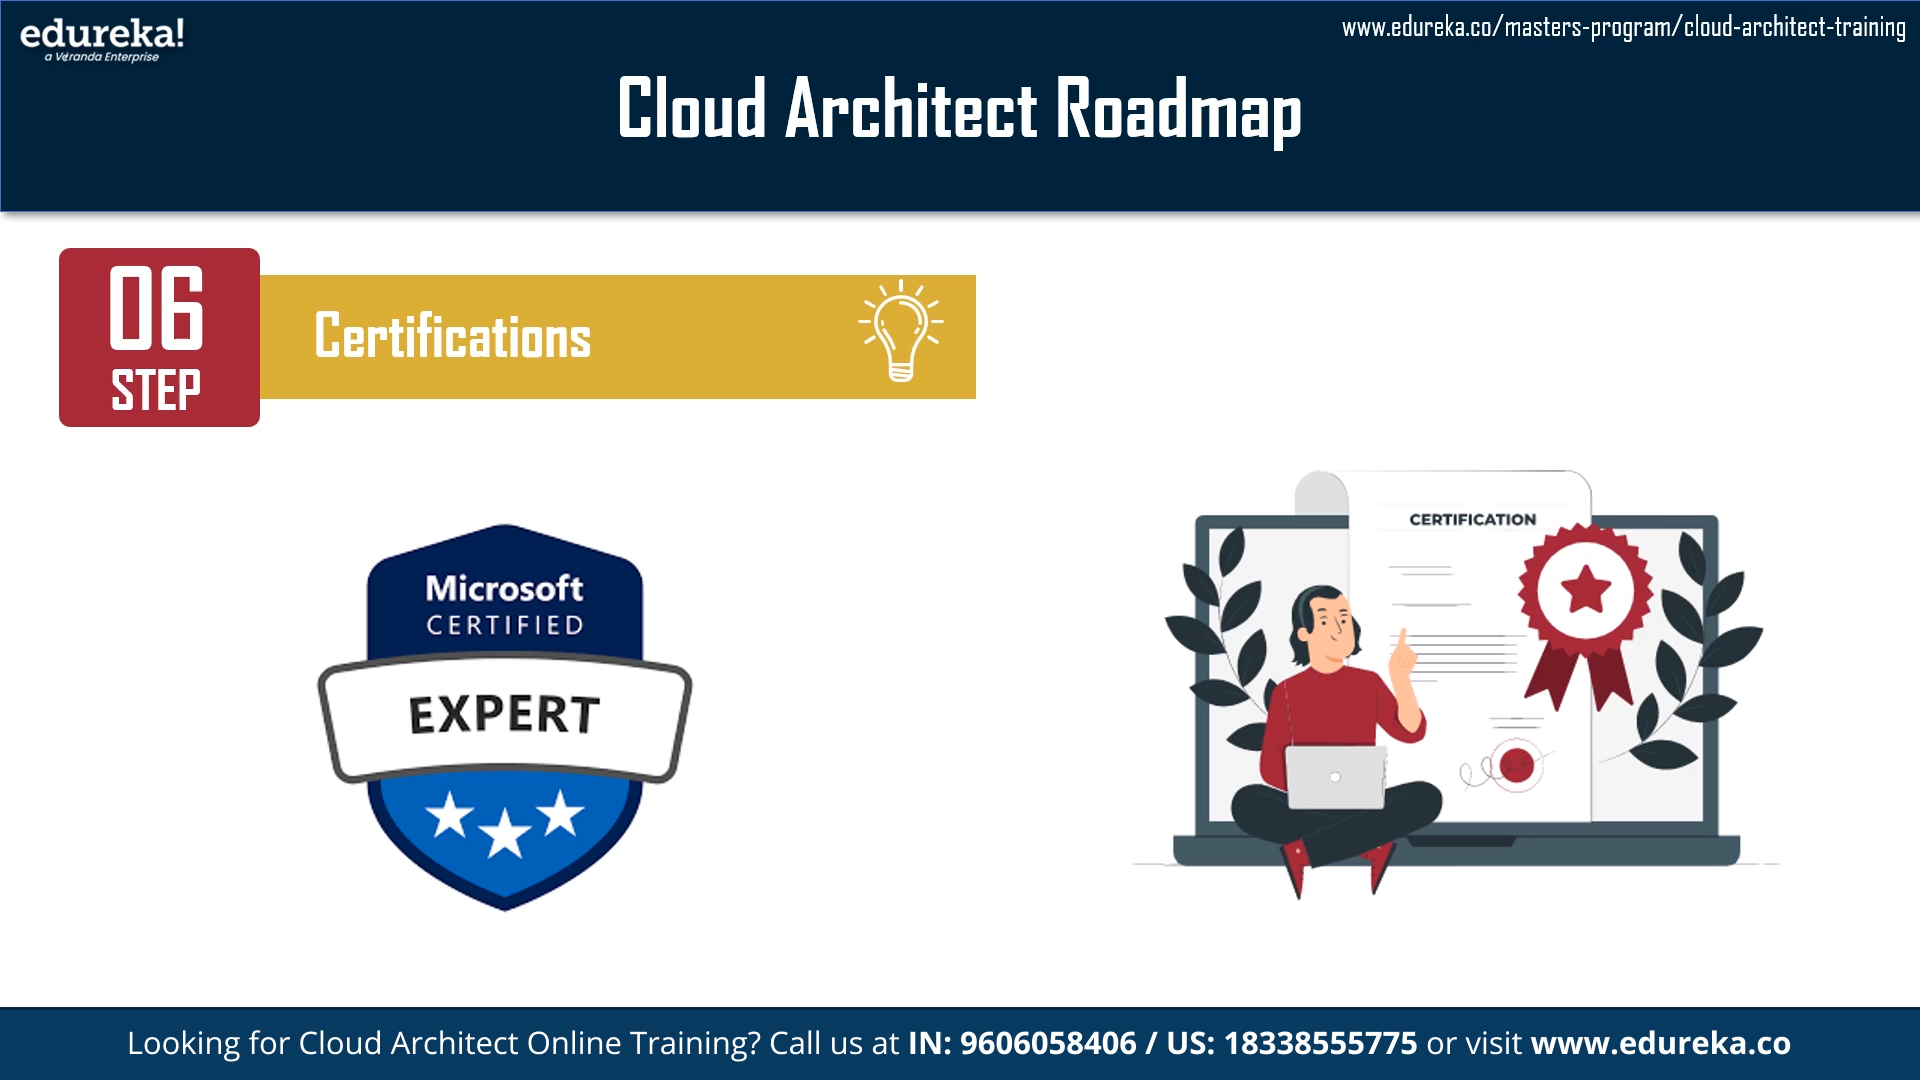 edureka!
a Veranda Enterprise
www.edureka.co/masters-program/cloud-architect-training
Cloud Architect Roadmap
06
STEP
Certifications
Microsoft
CERTIFIED
EXPERT
CERTIFICATION
Looking for Cloud Architect Online Training? Call us at IN: 9606058406 / US: 18338555775 or visit www.edureka.co